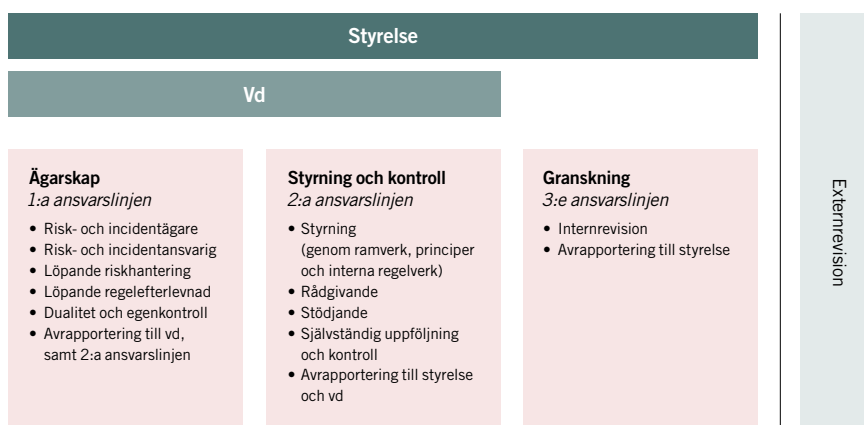 Styrelse
Vd
Ägarskap
1:a ansvarslinjen
• Risk- och incidentägare
• Risk- och incidentansvarig
• Löpande riskhantering
• Löpande regelefterlevnad
• Dualitet och egenkontroll
• Avrapportering till vd,
samt 2:a ansvarslinjen
Styrning och kontroll
2:a ansvarslinjen
• Styrning
(genom ramverk, principer
och interna regelverk)
• Rådgivande
• Stödjande
• Självständig uppföljning
och kontroll
• Avrapportering till styrelse
och vd
Granskning
3:e ansvarslinjen
• Internrevision
• Avrapportering till styrelse
Externrevision